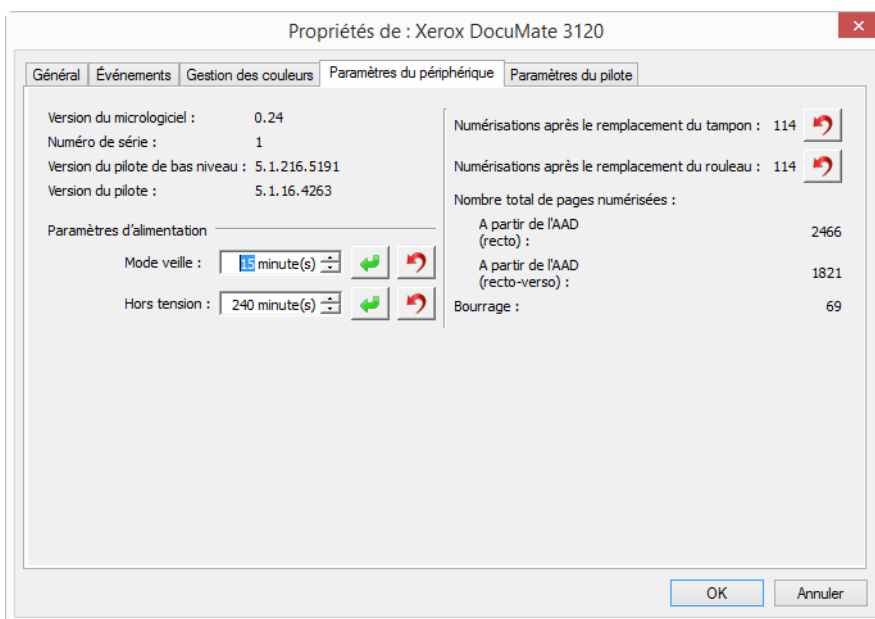 Propriétés de : Xerox DocuMate 3120
Général Événements Gestion des couleurs Paramètres du périphérique Paramètres du pilote
Version du micrologiciel : 0.24
Numéro de série : 1
Version du pilote de bas niveau : 5.1.216.5191
Version du pilote : 5.1.16.4263
Paramètres d'alimentation
Mode veille : 15 minute(s)
Hors tension : 240 minute(s)
Numérisations après le remplacement du tampon : 114
Numérisations après le remplacement du rouleau : 114
Nombre total de pages numérisées :
A partir de l'AAD
(recto) : 2466
A partir de l'AAD
(recto-verso) : 1821
Bourrage : 69
OK Annuler